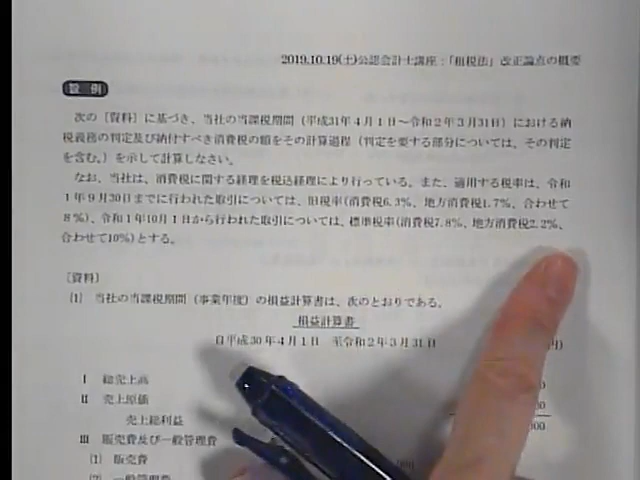 2019.10.19(土)公認会計士講座:「租税法」改正論点の概要
設例
次の〔資料〕に基づき、当社の当課税期間(平成31年4月1日～令和2年3月31日)における納
税義務の判定及び納付すべき消費税の額をその計算過程(判定を要する部分については、その判定
を含む。)を示して計算しなさい。
なお、当社は、消費税に関する経理を税込経理により行っている。また、適用する税率は、令和
1年9月30日までに行われた取引については、旧税率(消費税6.3%、地方消費税1.7%、合わせて
8%)、令和1年10月1日から行われた取引については、標準税率(消費税7.8%、地方消費税2.2%、
合わせて10%)とする。
〔資料〕
〔1〕 当社の当課税期間(事業年度)の損益計算書は、次のとおりである。
損益計算書
自平成30年4月1日 至令和2年3月31日 円)
Ⅰ 総売上高
Ⅱ 売上原価
売上総利益
Ⅲ 販売費及び一般管理費
(1) 販売費
(2) 一般管理費